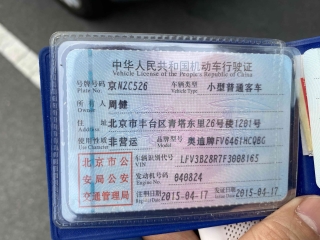 中华人民共和国机动车行驶证
Vehicle License of the People's Republic of China
号牌号码 京NZC526 车辆类型 小型普通客车
Plate No. Vehicle Type
所有人 周健
Owner
住址 北京市丰台区青塔东里26号楼1281号
Address
使用性质 非营运 品牌型号 奥迪牌FV6461HCQBG
Use Character Model
北京市公安局公安交通管理局
车辆识别代号 LFV3B28R7F3008165
VIN
发动机号码 040824
Engine No.
注册日期 2015-04-17 发证日期 2015-04-17
Register Date Issue Date